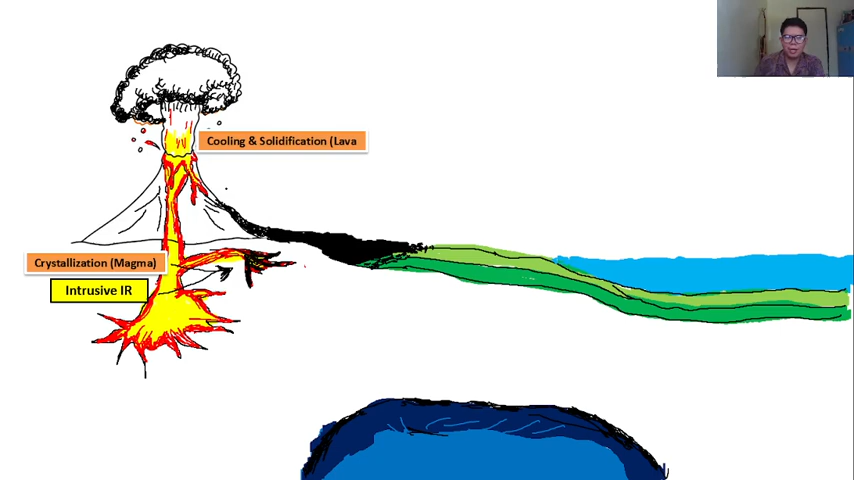 Cooling & Solidification (Lava
Crystallization (Magma)
Intrusive IR